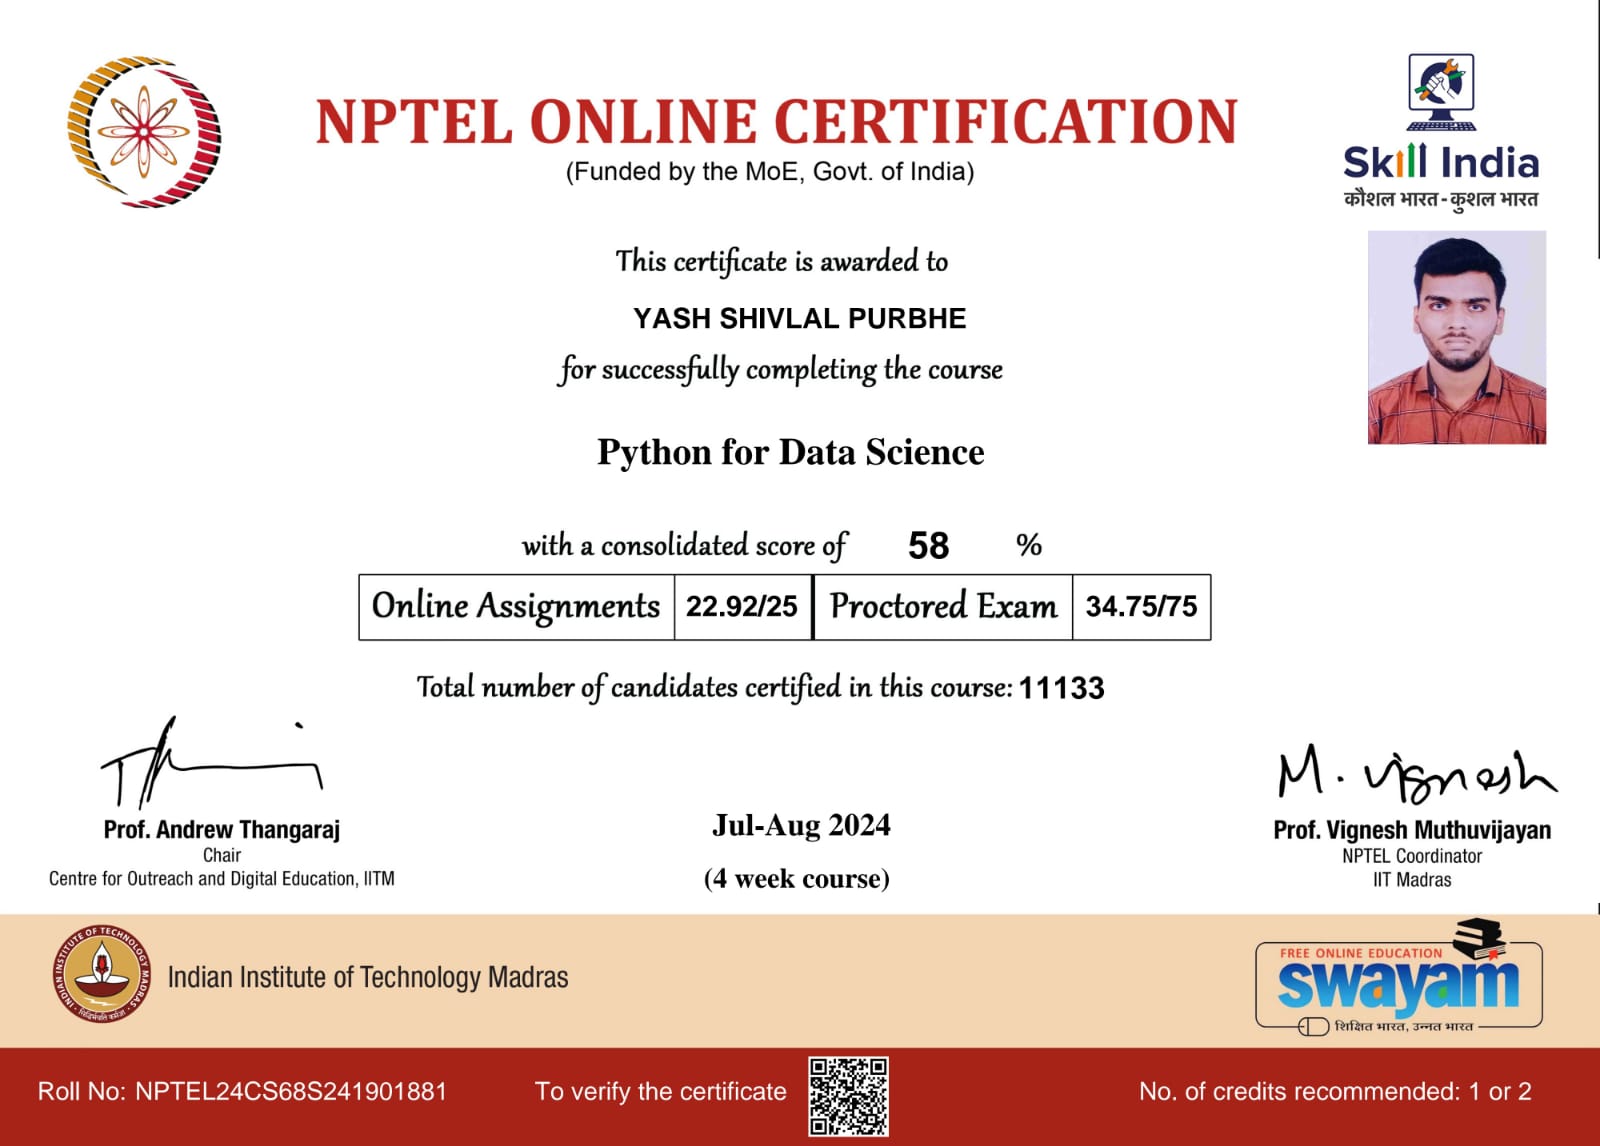 NPTEL ONLINE CERTIFICATION
(Funded by the MoE, Govt. of India)
Skill India
कौशल भारत - कुशल भारत
This certificate is awarded to
YASH SHIVLAL PURBHE
for successfully completing the course
Python for Data Science
with a consolidated score of 58 %
Online Assignments 22.92/25 Proctored Exam 34.75/75
Total number of candidates certified in this course: 11133
M. Vignesh
Prof. Andrew Thangaraj
Chair
Centre for Outreach and Digital Education, IITM
Jul-Aug 2024
(4 week course)
Prof. Vignesh Muthuvijayan
NPTEL Coordinator
IIT Madras
INDIAN INSTITUTE OF TECHNOLOGY MADRAS
Indian Institute of Technology Madras
FREE ONLINE EDUCATION
swayam
शिक्षित भारत, उन्नत भारत
Roll No: NPTEL24CS68S241901881
To verify the certificate
No. of credits recommended: 1 or 2